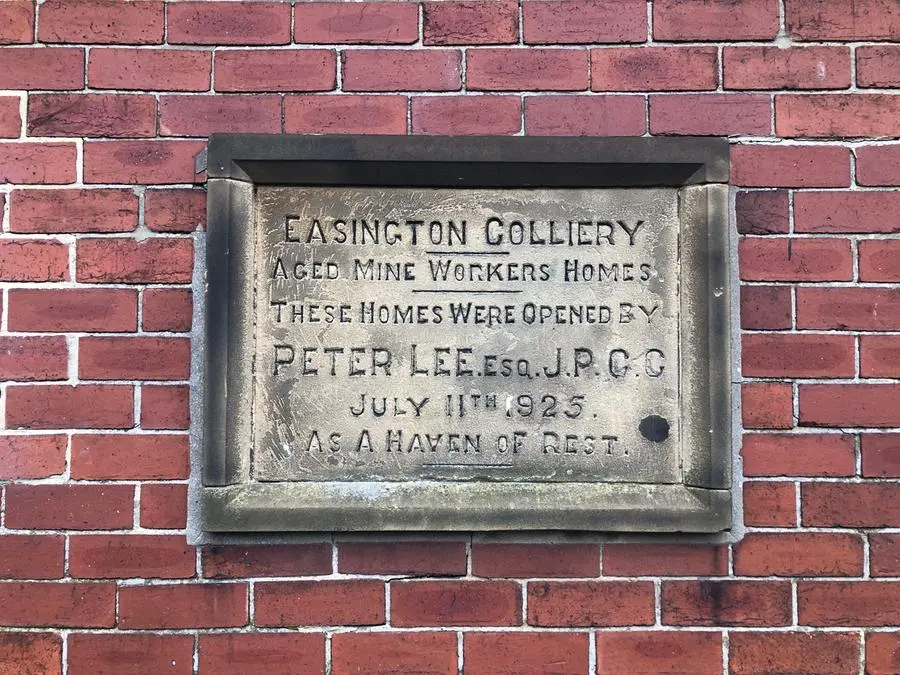 EASINGTON COLLIERY
AGED MINE WORKERS HOMES
THESE HOMES WERE OPENED BY
PETER LEE.ESQ.J.P.C.C
JULY 11TH 1925.
AS A HAVEN OF REST.